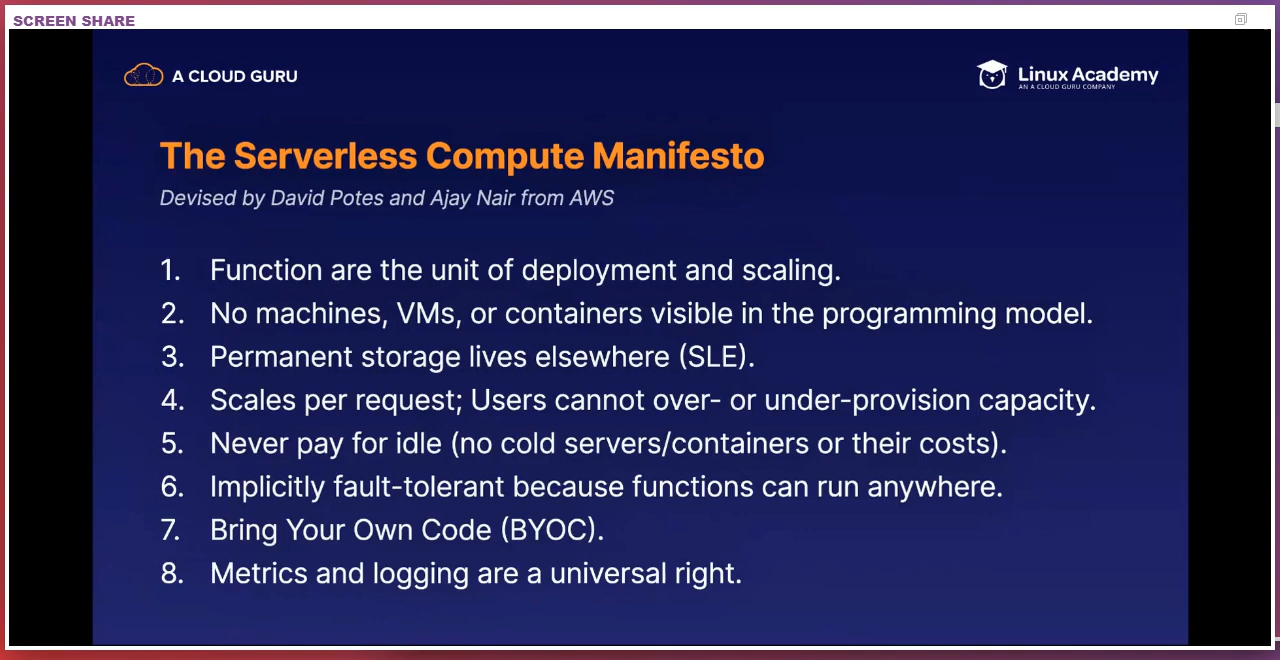 SCREEN SHARE
A CLOUD GURU
Linux Academy
AN A CLOUD GURU COMPANY
The Serverless Compute Manifesto
Devised by David Potes and Ajay Nair from AWS
1. Function are the unit of deployment and scaling.
2. No machines, VMs, or containers visible in the programming model.
3. Permanent storage lives elsewhere (SLE).
4. Scales per request; Users cannot over- or under-provision capacity.
5. Never pay for idle (no cold servers/containers or their costs).
6. Implicitly fault-tolerant because functions can run anywhere.
7. Bring Your Own Code (BYOC).
8. Metrics and logging are a universal right.